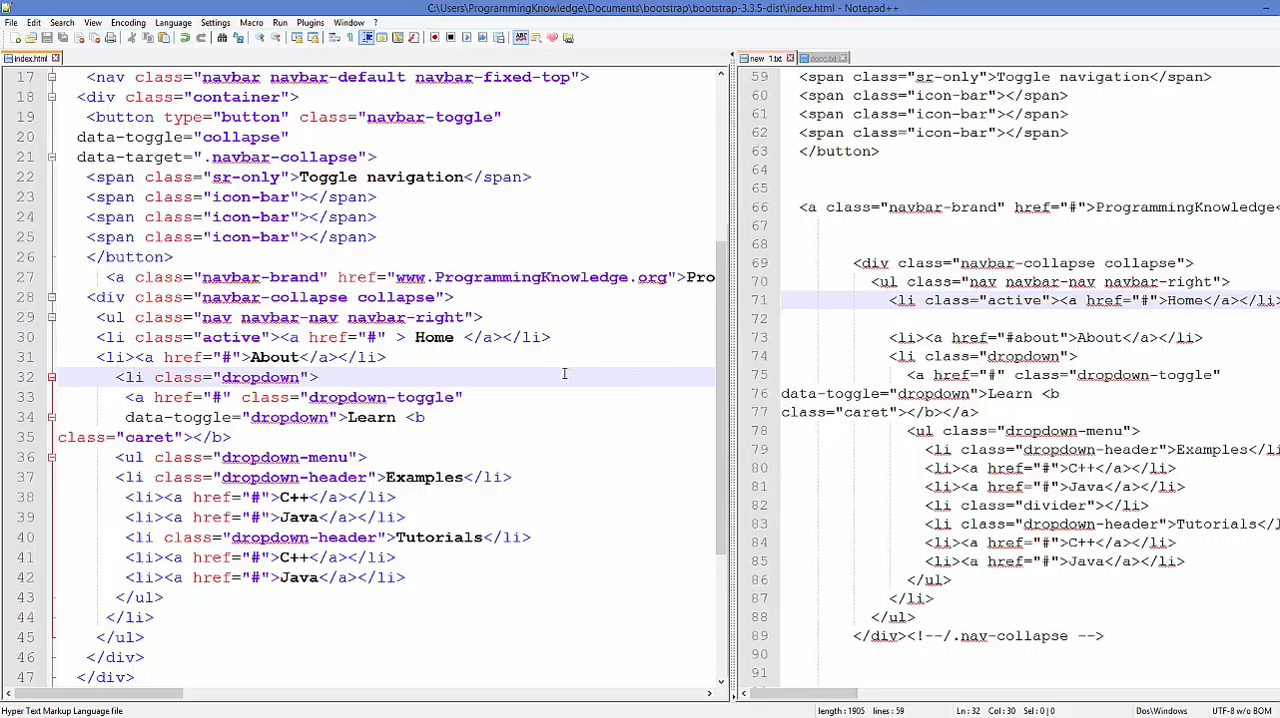 C:\Users\ProgrammingKnowledge\Documents\bootstrap\bootstrap-3.3.5-dist\index.html - Notepad++
File Edit Search View Encoding Language Settings Macro Run Plugins Window ?
index.html
17 <nav class="navbar navbar-default navbar-fixed-top">
18 <div class="container">
19 <button type="button" class="navbar-toggle"
20 data-toggle="collapse"
21 data-target=".navbar-collapse">
22 <span class="sr-only">Toggle navigation</span>
23 <span class="icon-bar"></span>
24 <span class="icon-bar"></span>
25 <span class="icon-bar"></span>
26 </button>
27 <a class="navbar-brand" href="www.ProgrammingKnowledge.org">Pro
28 <div class="navbar-collapse collapse">
29 <ul class="nav navbar-nav navbar-right">
30 <li class="active"><a href="#" > Home </a></li>
31 <li><a href="#">About</a></li>
32 <li class="dropdown">
33 <a href="#" class="dropdown-toggle"
34 data-toggle="dropdown">Learn <b
35 class="caret"></b>
36 <ul class="dropdown-menu">
37 <li class="dropdown-header">Examples</li>
38 <li><a href="#">C++</a></li>
39 <li><a href="#">Java</a></li>
40 <li class="dropdown-header">Tutorials</li>
41 <li><a href="#">C++</a></li>
42 <li><a href="#">Java</a></li>
43 </ul>
44 </li>
45 </ul>
46 </div>
47 </div>
new 1.txt
59 <span class="sr-only">Toggle navigation</span>
60 <span class="icon-bar"></span>
61 <span class="icon-bar"></span>
62 <span class="icon-bar"></span>
63 </button>
64
65
66 <a class="navbar-brand" href="#">ProgrammingKnowledge<
67
68
69 <div class="navbar-collapse collapse">
70 <ul class="nav navbar-nav navbar-right">
71 <li class="active"><a href="#">Home</a></li>
72
73 <li><a href="#about">About</a></li>
74 <li class="dropdown">
75 <a href="#" class="dropdown-toggle"
76 data-toggle="dropdown">Learn <b
77 class="caret"></b></a>
78 <ul class="dropdown-menu">
79 <li class="dropdown-header">Examples</li
80 <li><a href="#">C++</a></li>
81 <li><a href="#">Java</a></li>
82 <li class="divider"></li>
83 <li class="dropdown-header">Tutorials</l
84 <li><a href="#">C++</a></li>
85 <li><a href="#">Java</a></li>
86 </ul>
87 </li>
88 </ul>
89 </div><!--/.nav-collapse -->
90
91
Hyper Text Markup Language file
length : 1905 lines : 59
Ln : 32 Col : 30 Sel : 0 | 0
Dos\Windows
UTF-8 w/o BOM